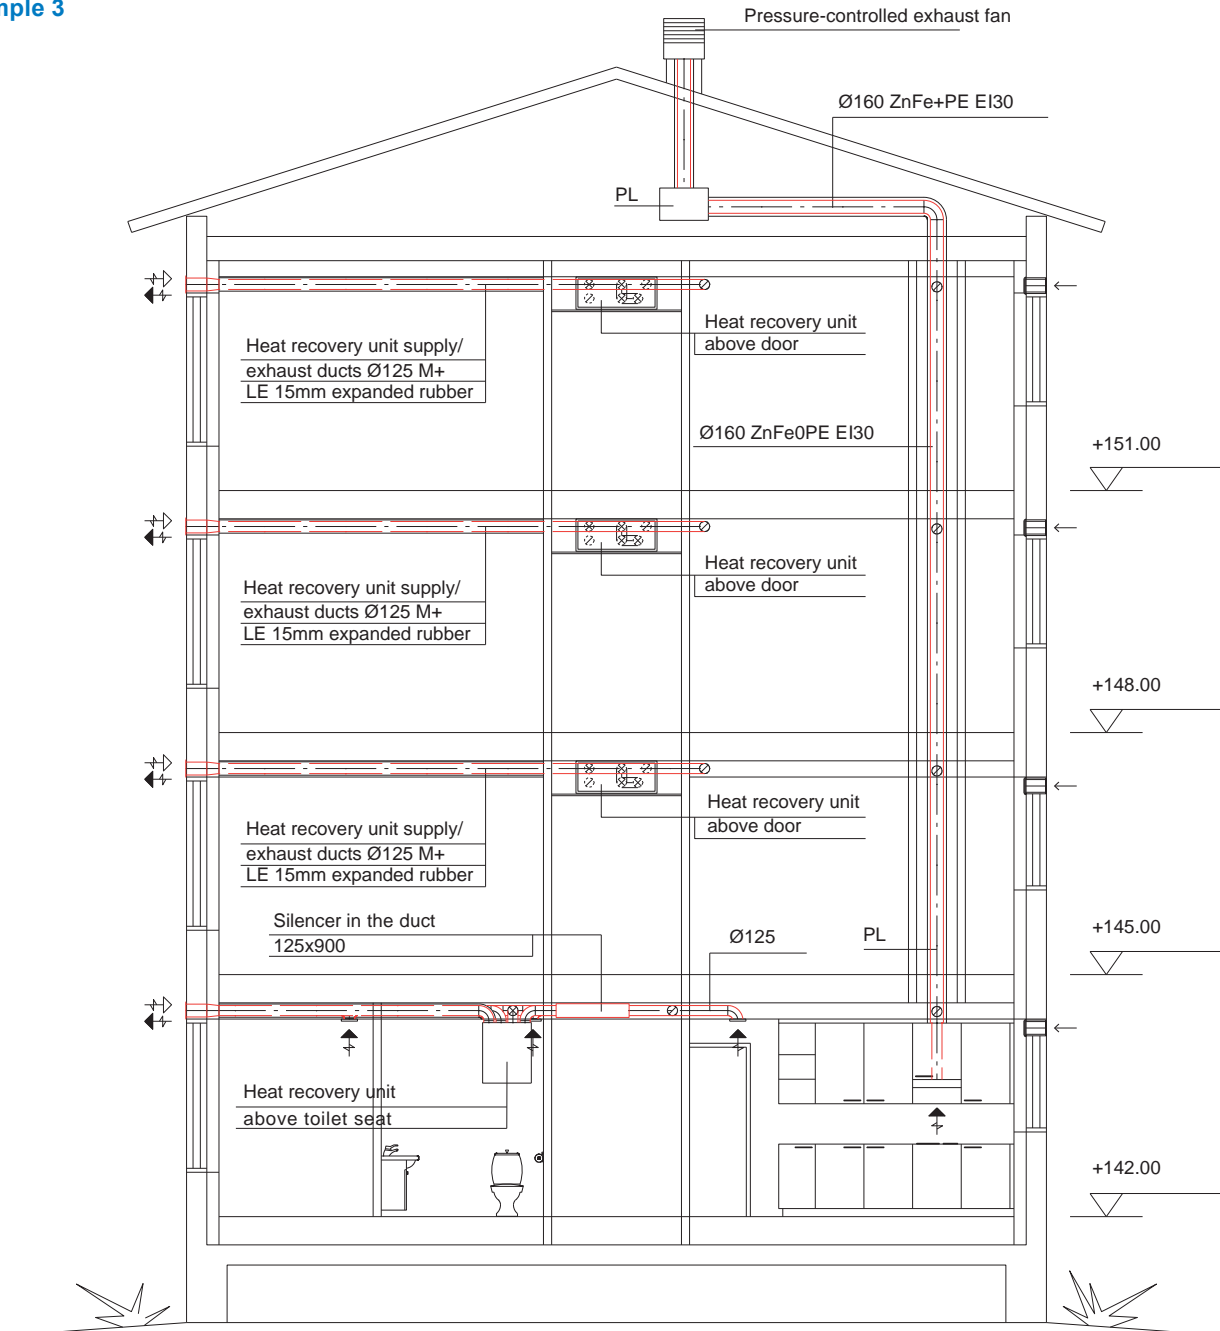 mple 3
Pressure-controlled exhaust fan
Ø160 ZnFe+PE EI30
PL
Heat recovery unit
above door
Heat recovery unit supply/
exhaust ducts Ø125 M+
LE 15mm expanded rubber
Ø160 ZnFe0PE EI30
+151.00
Heat recovery unit
above door
Heat recovery unit supply/
exhaust ducts Ø125 M+
LE 15mm expanded rubber
+148.00
Heat recovery unit
above door
Heat recovery unit supply/
exhaust ducts Ø125 M+
LE 15mm expanded rubber
Silencer in the duct
125x900
Ø125
PL
+145.00
Heat recovery unit
above toilet seat
+142.00